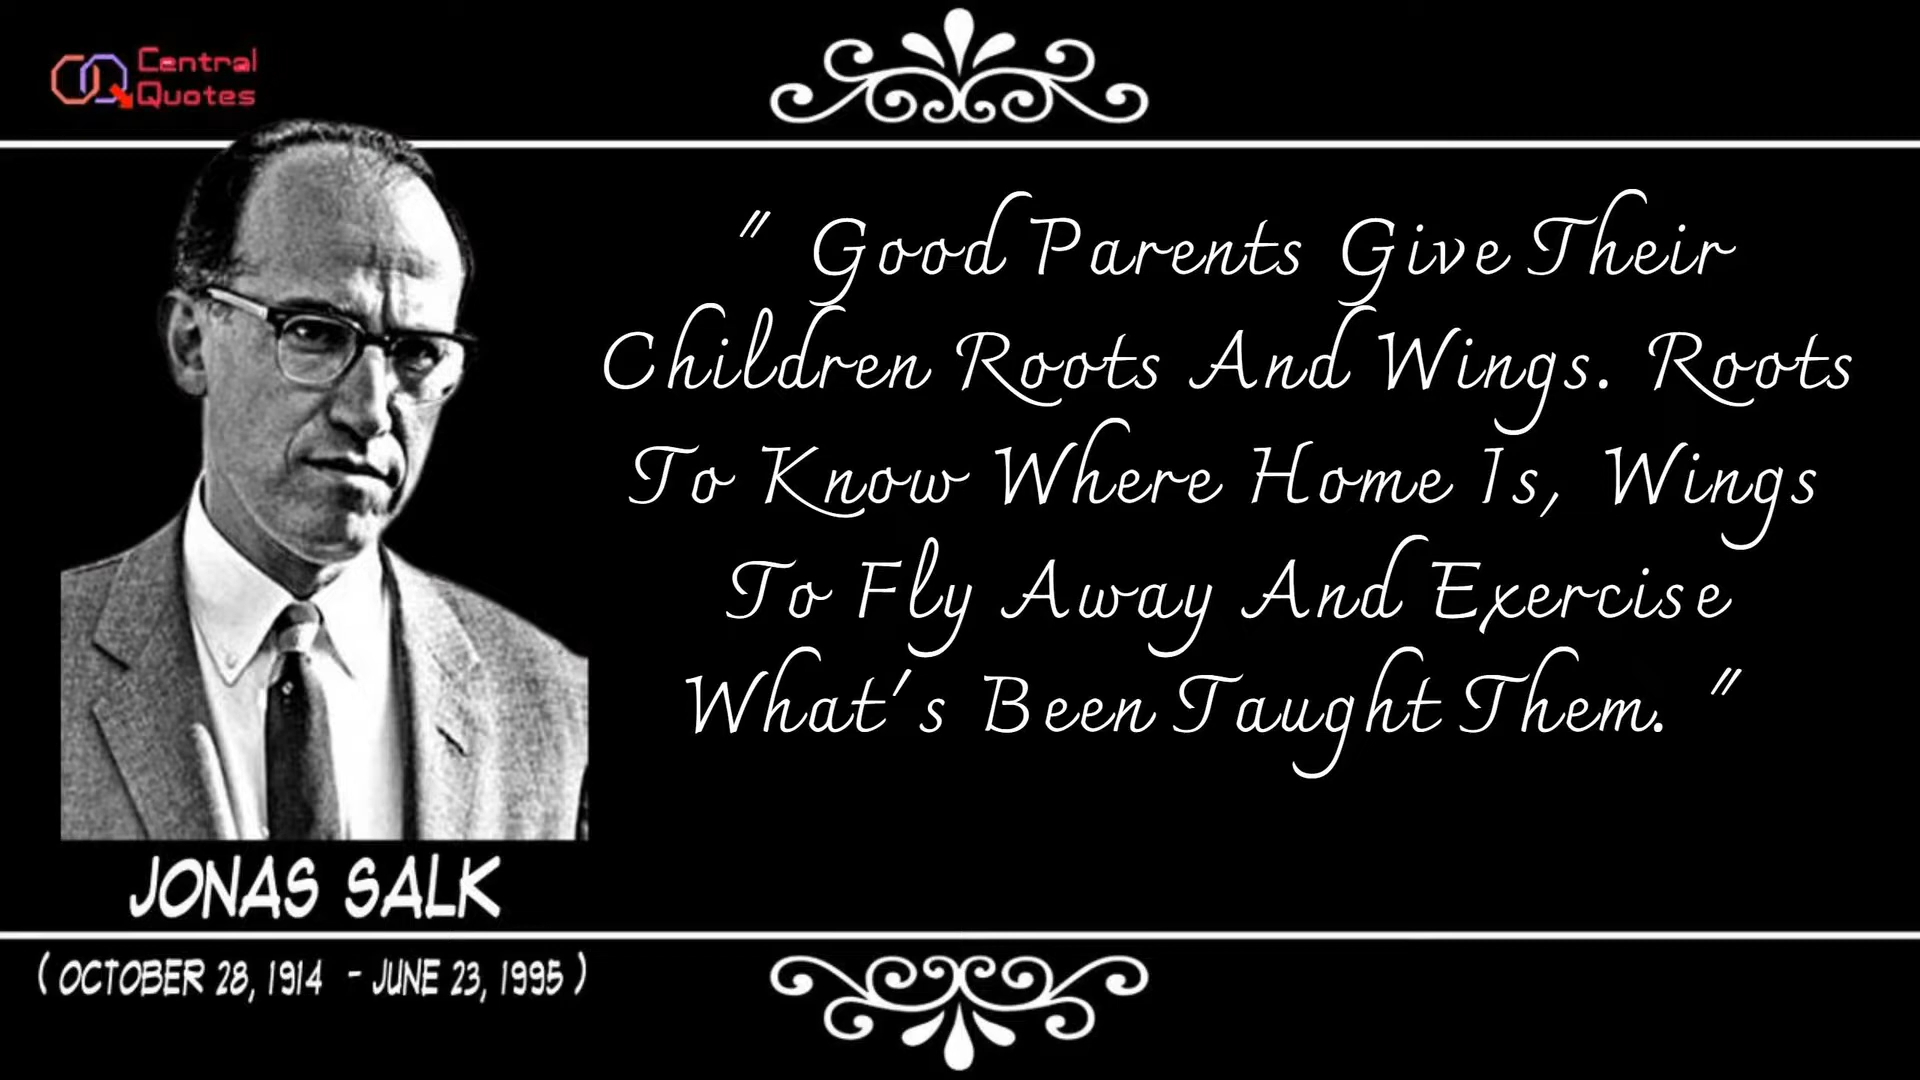 Central
Quotes
" Good Parents Give Their
Children Roots And Wings. Roots
To Know Where Home Is, Wings
To Fly Away And Exercise
What's Been Taught Them. "
JONAS SALK
( OCTOBER 28, 1914 - JUNE 23, 1995 )